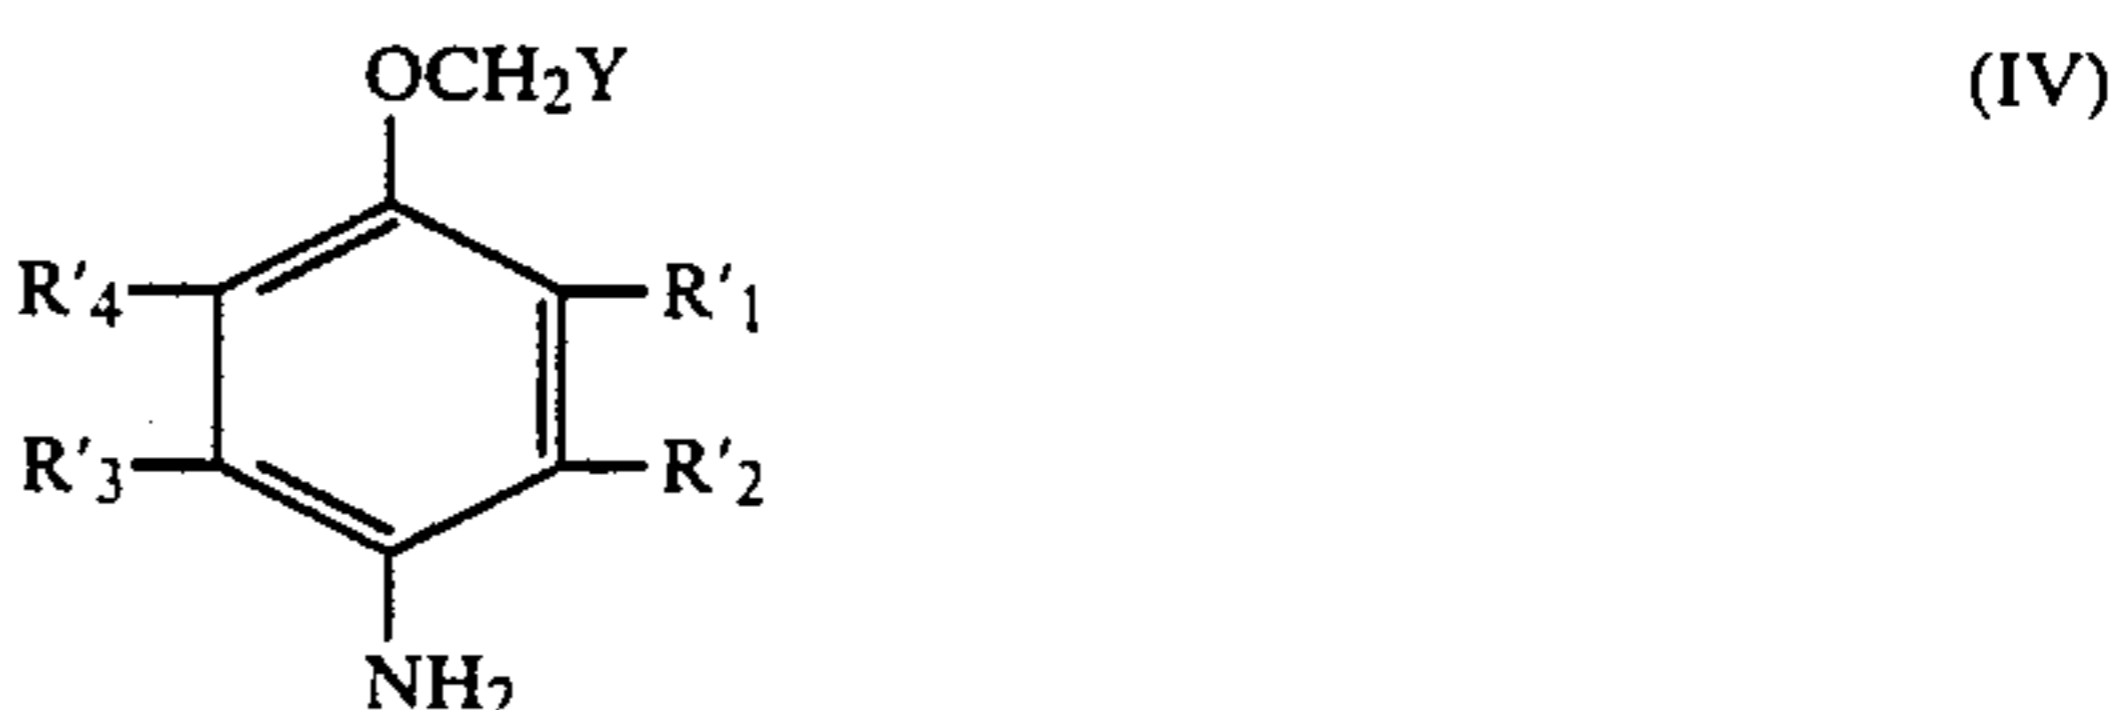 OCH₂Y (IV)
R'₄ R'₁
R'₃ R'₂
NH₂